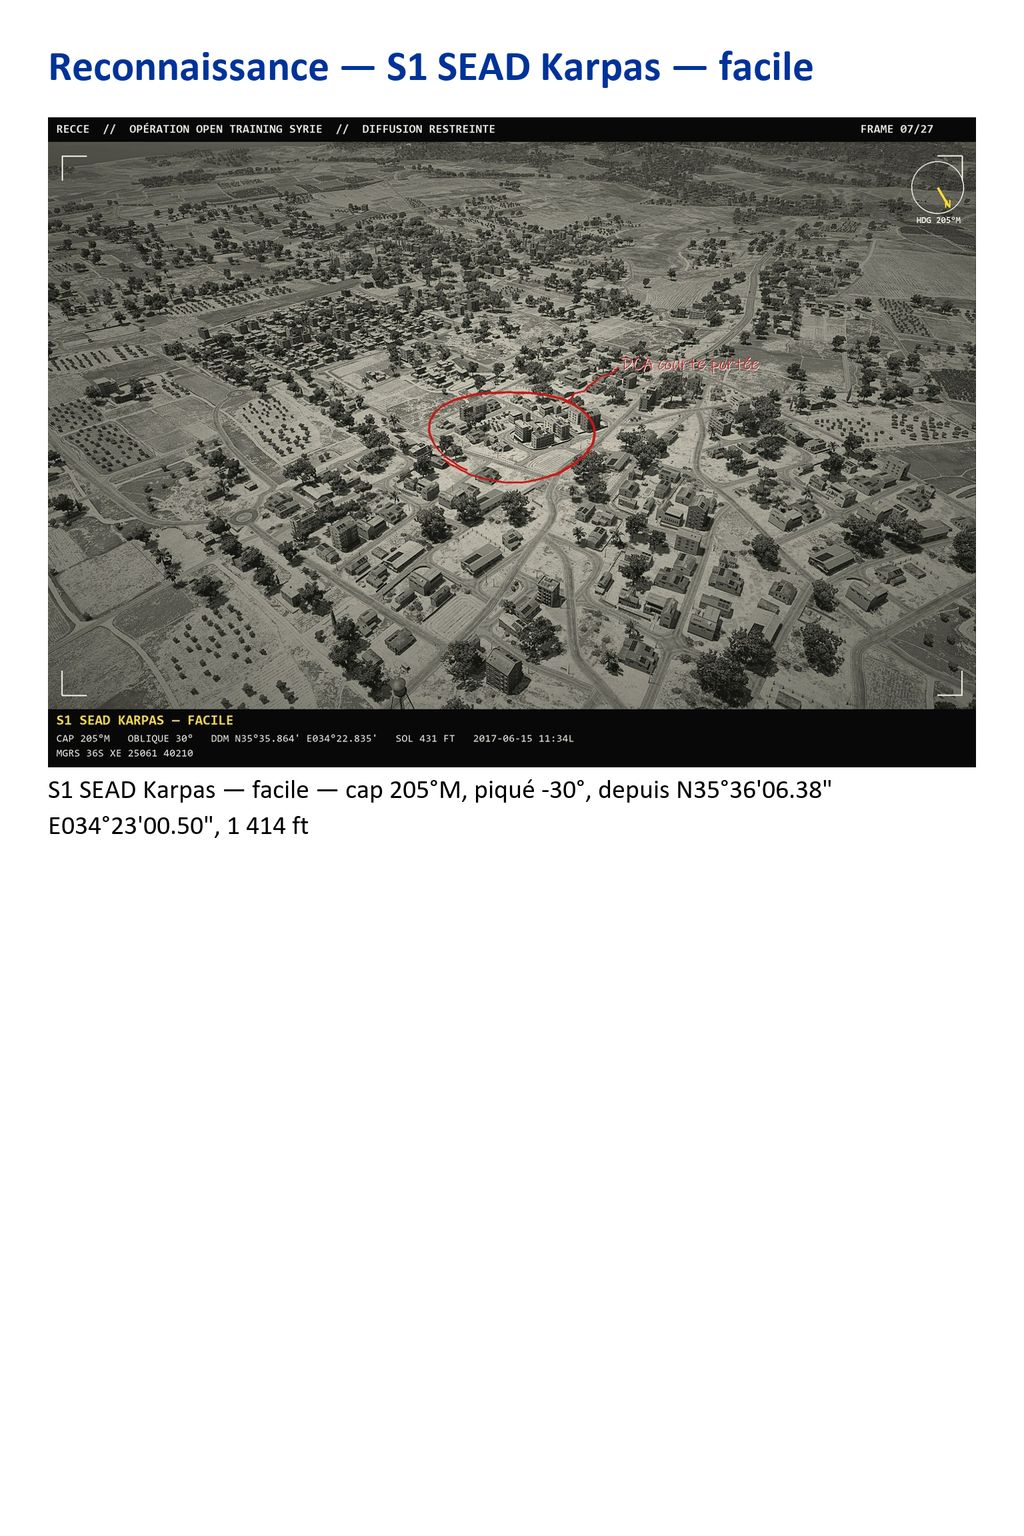 Reconnaissance — S1 SEAD Karpas — facile
RECCE // OPÉRATION OPEN TRAINING SYRIE // DIFFUSION RESTREINTE
FRAME 07/27
N
HDG 205°M
DCA courte portée
S1 SEAD KARPAS — FACILE
CAP 205°M OBLIQUE 30° DDM N35°35.864' E034°22.835' SOL 431 FT 2017-06-15 11:34L
MGRS 36S XE 25061 40210
S1 SEAD Karpas — facile — cap 205°M, piqué -30°, depuis N35°36'06.38"
E034°23'00.50", 1 414 ft